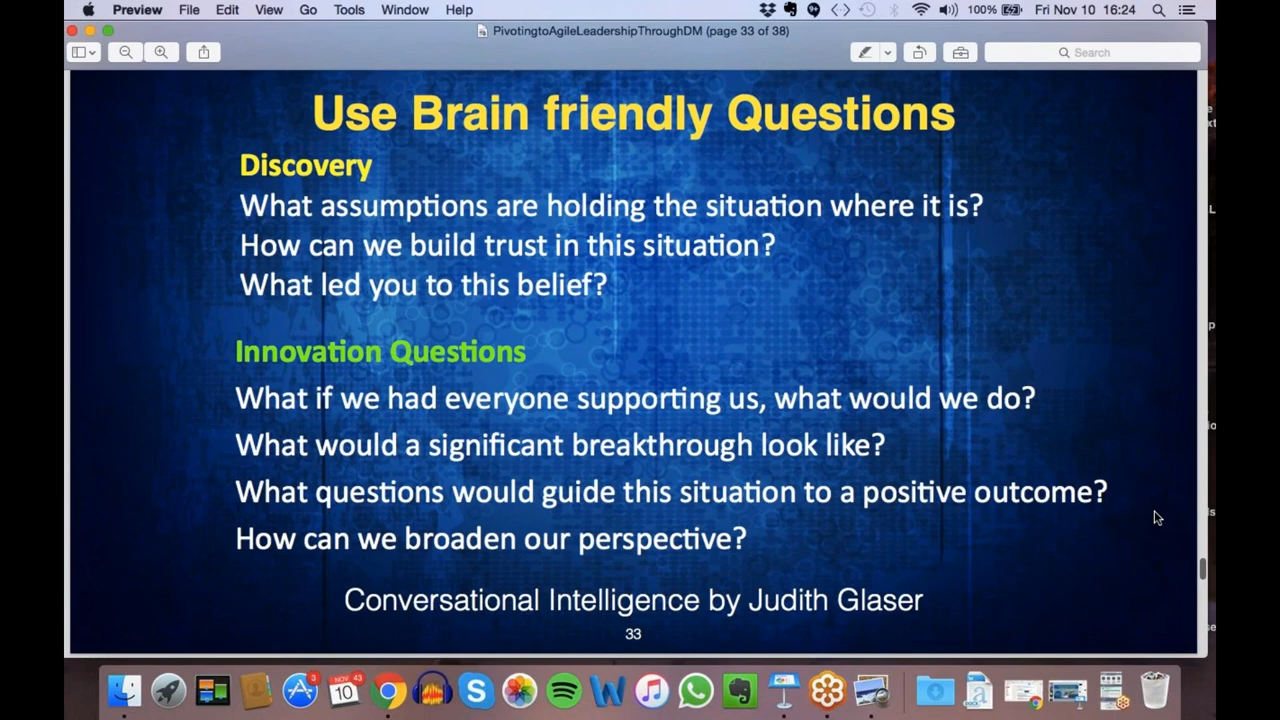 Preview File Edit View Go Tools Window Help 100% Fri Nov 10 16:24
PivotingtoAgileLeadershipThroughDM (page 33 of 38)
Search
Use Brain friendly Questions
Discovery
What assumptions are holding the situation where it is?
How can we build trust in this situation?
What led you to this belief?
Innovation Questions
What if we had everyone supporting us, what would we do?
What would a significant breakthrough look like?
What questions would guide this situation to a positive outcome?
How can we broaden our perspective?
Conversational Intelligence by Judith Glaser
33
3
NOV 43
10